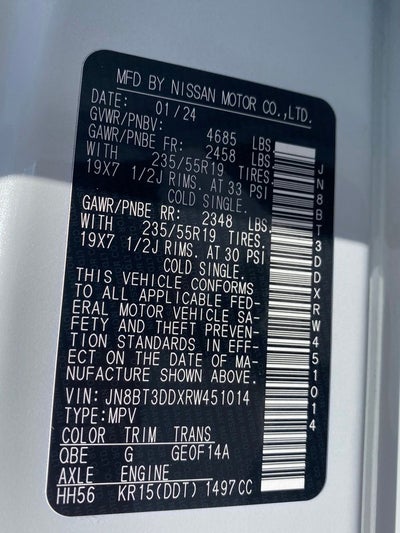 MFD BY NISSAN MOTOR CO.,LTD.
DATE: 01/24
GVWR/PNBV: 4685 LBS
GAWR/PNBE FR: 2458 LBS
WITH 235/55R19 TIRES.
19X7 1/2J RIMS. AT 33 PSI
COLD SINGLE.
GAWR/PNBE RR: 2348 LBS
WITH 235/55R19 TIRES.
19X7 1/2J RIMS. AT 30 PSI
COLD SINGLE.
THIS VEHICLE CONFORMS
TO ALL APPLICABLE FED-
ERAL MOTOR VEHICLE SA-
FETY AND THEFT PREVEN-
TION STANDARDS IN EFF-
ECT ON THE DATE OF MA-
NUFACTURE SHOWN ABOVE.
VIN: JN8BT3DDXRW451014
TYPE:MPV
COLOR TRIM TRANS
QBE G GE0F14A
AXLE ENGINE
HH56 KR15(DDT) 1497CC
JN8BT3DDXRW451014